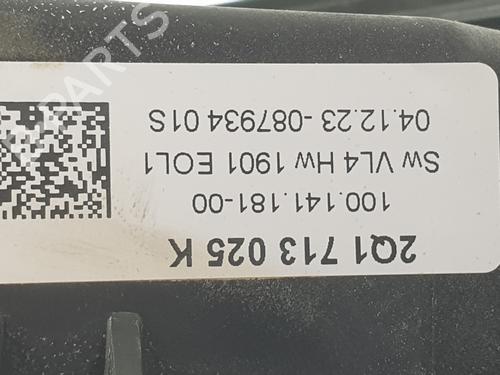 2Q1 713 025 K
100.141.181-00
Sw VL4 Hw 1901 EOL1
04.12.23 -087934 01S